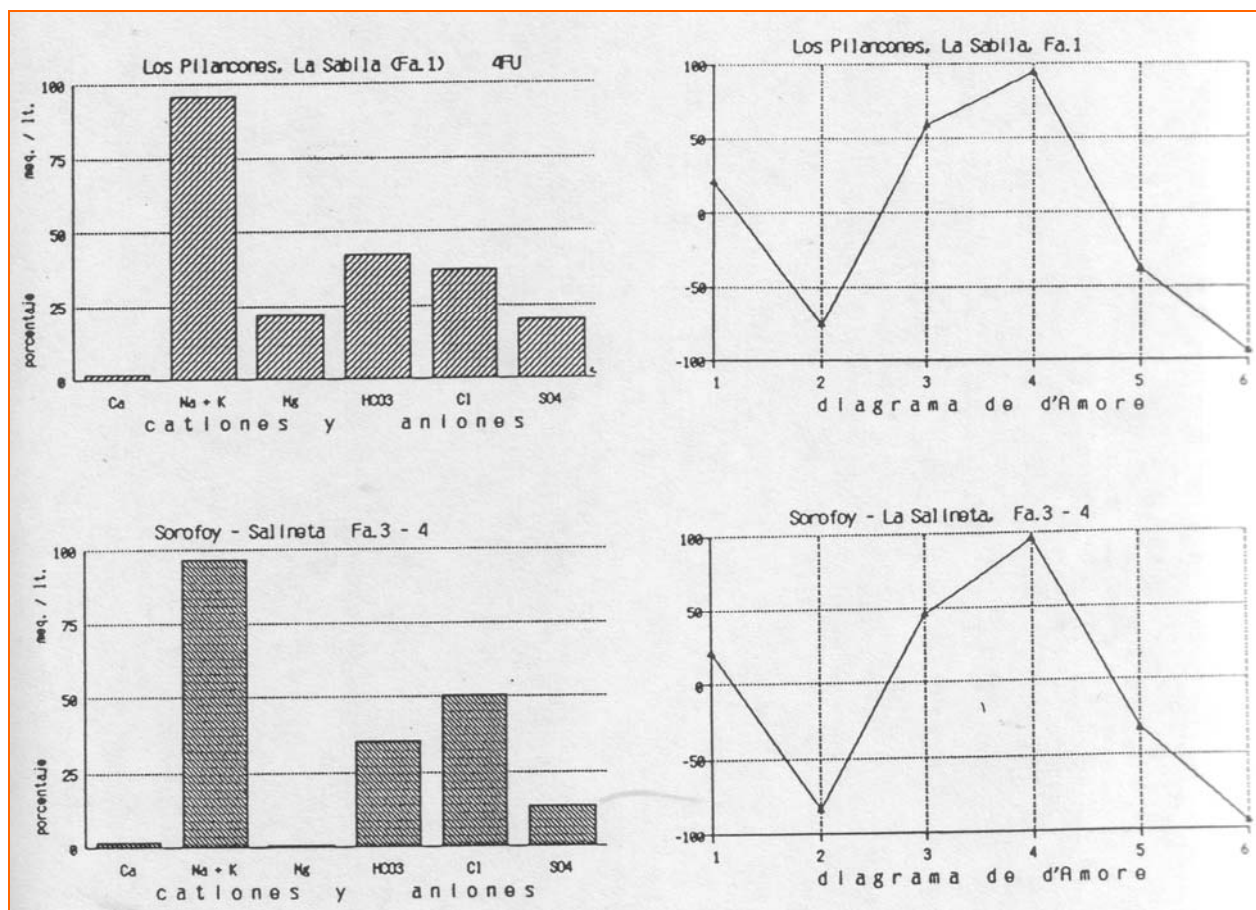 Los Pilancones, La Sabila (Fa.1) 4FU
100
75
50
25
0
meq. / lt.
porcentaje
Ca Na + K Mg HCO3 Cl SO4
cationes y aniones
Los Pilancones, La Sabila, Fa.1
100
50
0
-50
-100
1 2 3 4 5 6
diagrama de d'Amore
Sorofoy - Salineta Fa.3 - 4
100
75
50
25
0
meq. / lt.
porcentaje
Ca Na + K Mg HCO3 Cl SO4
cationes y aniones
Sorofoy - La Salineta, Fa.3 - 4
100
50
0
-50
-100
1 2 3 4 5 6
diagrama de d'Amore